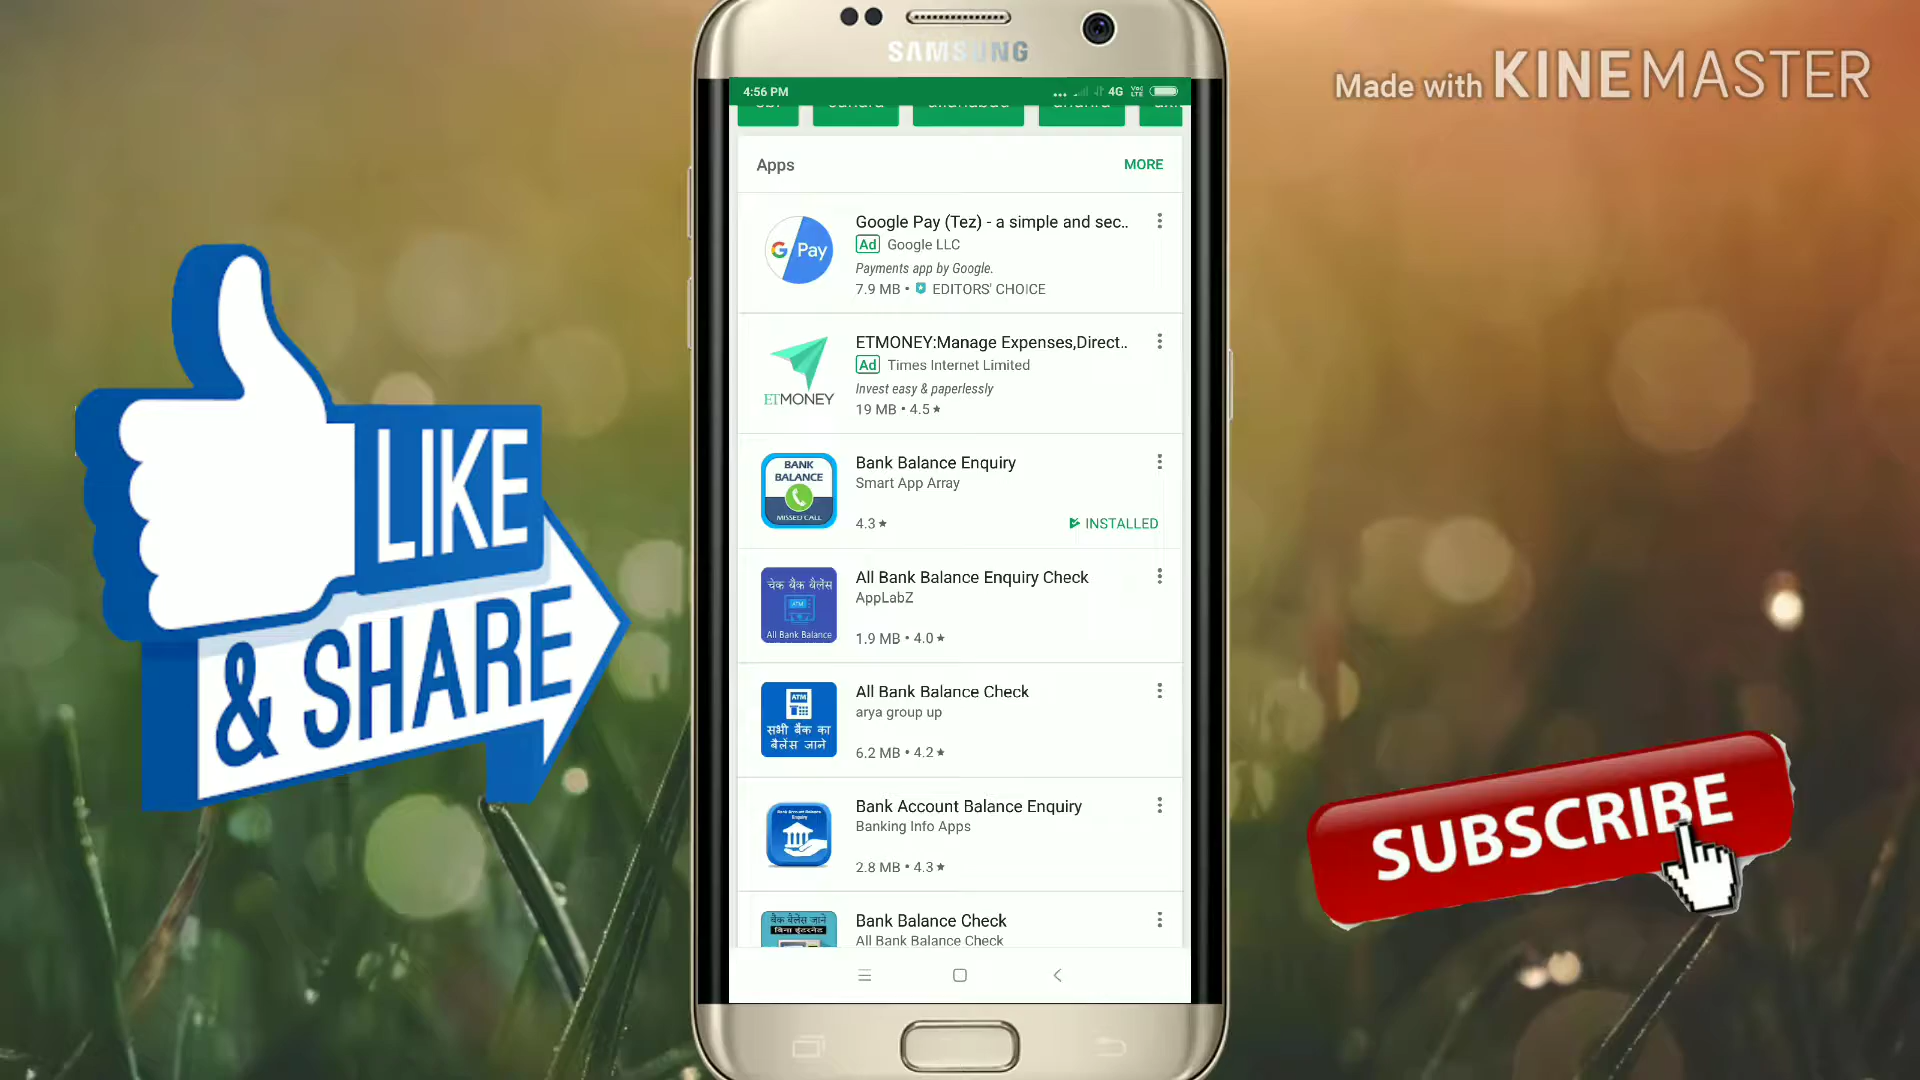 SAMSUNG
Made with KINEMASTER
4:56 PM
4G
Apps
MORE
Google Pay (Tez) - a simple and sec..
Ad Google LLC
Payments app by Google.
7.9 MB • EDITORS' CHOICE
G Pay
ETMONEY:Manage Expenses,Direct..
Ad Times Internet Limited
Invest easy & paperlessly
19 MB • 4.5
ETMONEY
Bank Balance Enquiry
Smart App Array
4.3
INSTALLED
BANK
BALANCE
MISSED CALL
All Bank Balance Enquiry Check
AppLabZ
1.9 MB • 4.0
चेक बैंक बैलेंस
ATM
All Bank Balance
All Bank Balance Check
arya group up
6.2 MB • 4.2
ATM
सभी बैंक का
बैलेंस जाने
Bank Account Balance Enquiry
Banking Info Apps
2.8 MB • 4.3
Bank Account Balance
Enquiry
Bank Balance Check
All Bank Balance Check
बैंक बैलेंस जाने
बिना इंटरनेट
LIKE
& SHARE
SUBSCRIBE